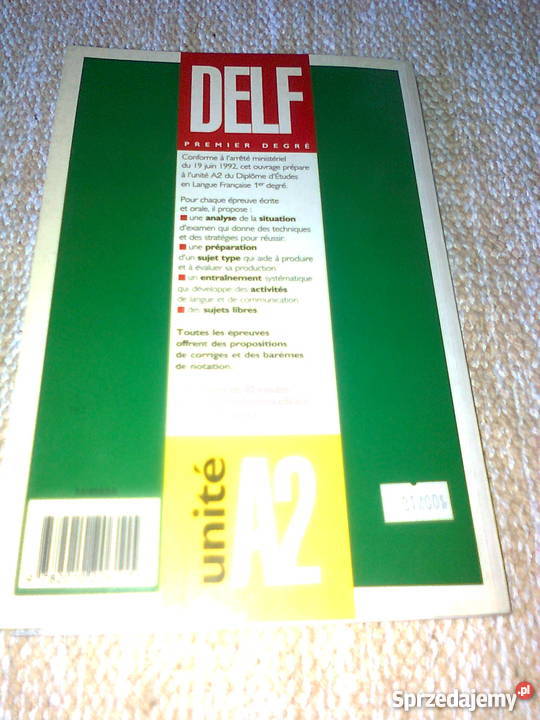 DELF
PREMIER DEGRÉ
Conforme à l'arrêté ministériel
du 19 juin 1992, cet ouvrage prépare
à l'unité A2 du Diplôme d'Études
en Langue Française 1er degré.
Pour chaque épreuve écrite
et orale, il propose :
une analyse de la situation
d'examen qui donne des techniques
et des stratégies pour réussir.
une préparation
d'un sujet type qui aide à produire
et à évaluer sa production
un entraînement systématique
qui développe des activités
de langue et de communication
des sujets libres.
Toutes les épreuves
offrent des propositions
de corrigés et des barèmes
de notation.
unité A2
Kup teraz na
Sprzedajemy.pl